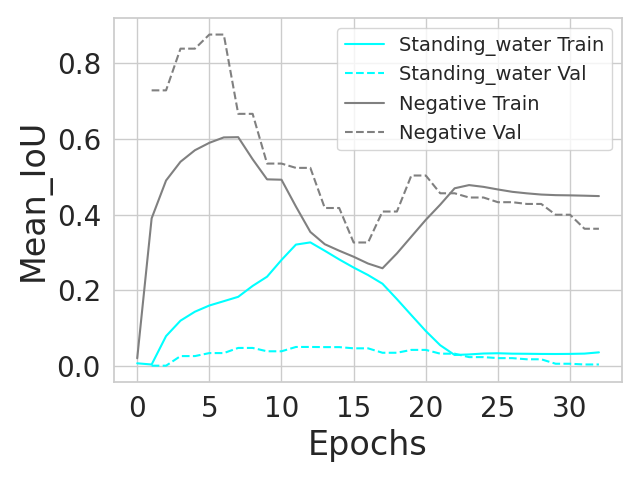 Standing_water Train
Standing_water Val
Negative Train
Negative Val
Mean_IoU
0.8
0.6
0.4
0.2
0.0
0 5 10 15 20 25 30
Epochs